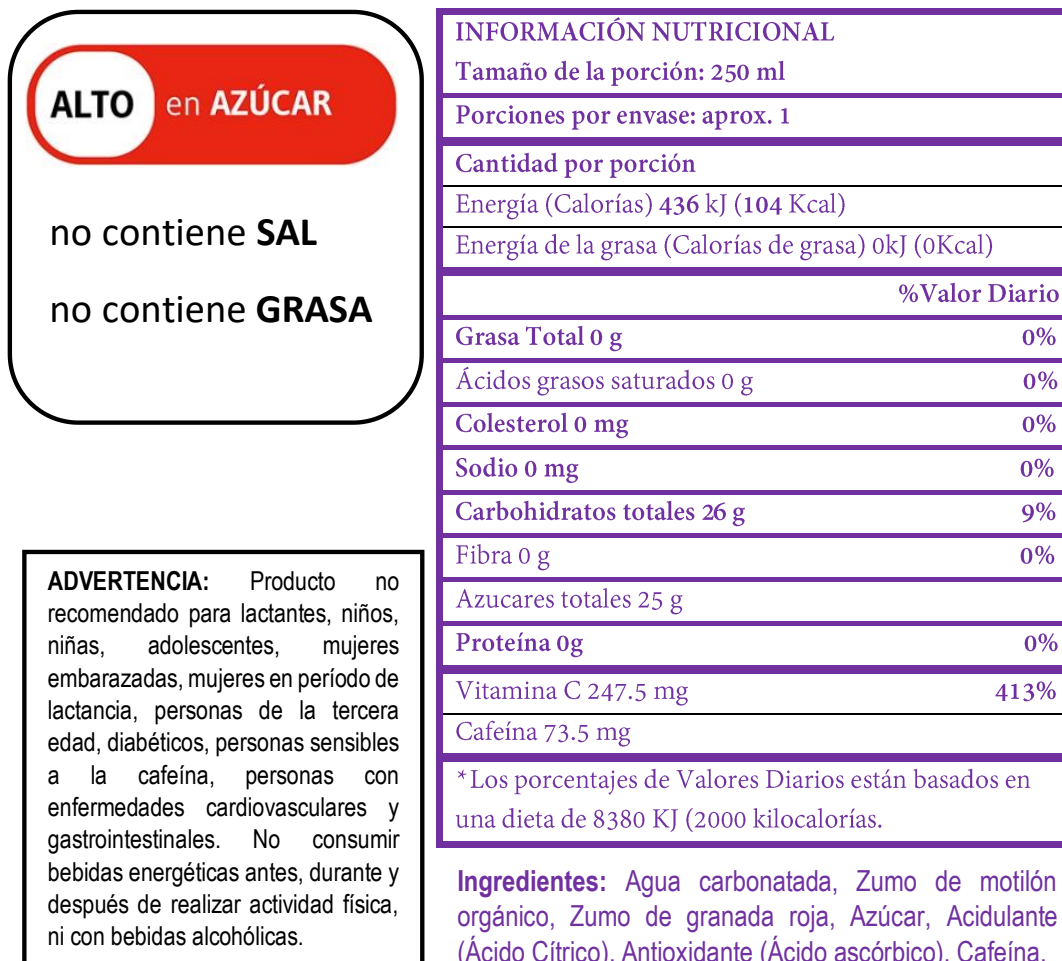 ALTO en AZÚCAR
no contiene SAL
no contiene GRASA
ADVERTENCIA: Producto no
recomendado para lactantes, niños,
niñas, adolescentes, mujeres
embarazadas, mujeres en período de
lactancia, personas de la tercera
edad, diabéticos, personas sensibles
a la cafeína, personas con
enfermedades cardiovasculares y
gastrointestinales. No consumir
bebidas energéticas antes, durante y
después de realizar actividad física,
ni con bebidas alcohólicas.
INFORMACIÓN NUTRICIONAL
Tamaño de la porción: 250 ml
Porciones por envase: aprox. 1
Cantidad por porción
Energía (Calorías) 436 kJ (104 Kcal)
Energía de la grasa (Calorías de grasa) 0kJ (0Kcal)
%Valor Diario
Grasa Total 0 g 0%
Ácidos grasos saturados 0 g 0%
Colesterol 0 mg 0%
Sodio 0 mg 0%
Carbohidratos totales 26 g 9%
Fibra 0 g 0%
Azucares totales 25 g
Proteína 0g 0%
Vitamina C 247.5 mg 413%
Cafeína 73.5 mg
*Los porcentajes de Valores Diarios están basados en
una dieta de 8380 KJ (2000 kilocalorías.
Ingredientes: Agua carbonatada, Zumo de motilón
orgánico, Zumo de granada roja, Azúcar, Acidulante
(Ácido Cítrico), Antioxidante (Ácido ascórbico), Cafeína.